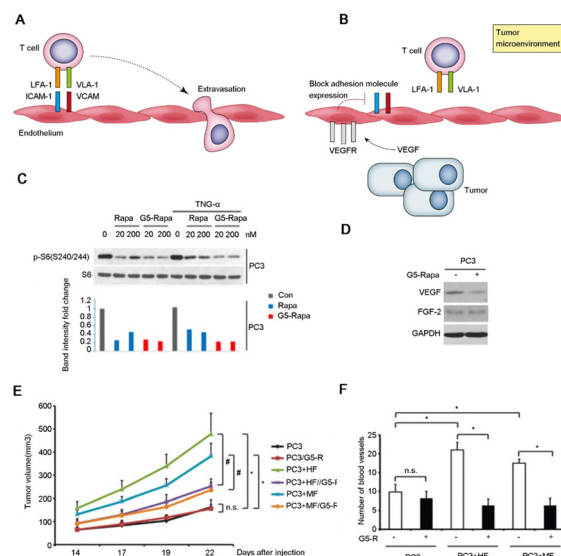 A
T cell
LFA-1
VLA-1
ICAM-1
VCAM
Endothelium
Extravasation
B
Tumor
microenvironment
T cell
Block adhesion molecule
expression
LFA-1
VLA-1
VEGFR
VEGF
Tumor
C
TNG-α
Rapa G5-Rapa Rapa G5-Rapa
0 20 200 20 200 0 20 200 20 200 nM
p-S6(S240/244)
S6
PC3
Band intensity fold change
1.2
1
0.8
0.6
0.4
0.2
0
Con
Rapa
G5-Rapa
PC3
D
PC3
G5-Rapa - +
VEGF
FGF-2
GAPDH
E
Tumor volume(mm3)
600
500
400
300
200
100
0
14 17 19 22 Days after injection
PC3
PC3/G5-R
PC3+HF
PC3+HF//G5-F
PC3+MF
PC3+MF/G5-F
#
#
*
*
n.s.
F
Number of blood vessels
25
20
15
10
5
0
*
*
n.s.
*
*
G5-R - + - + - +